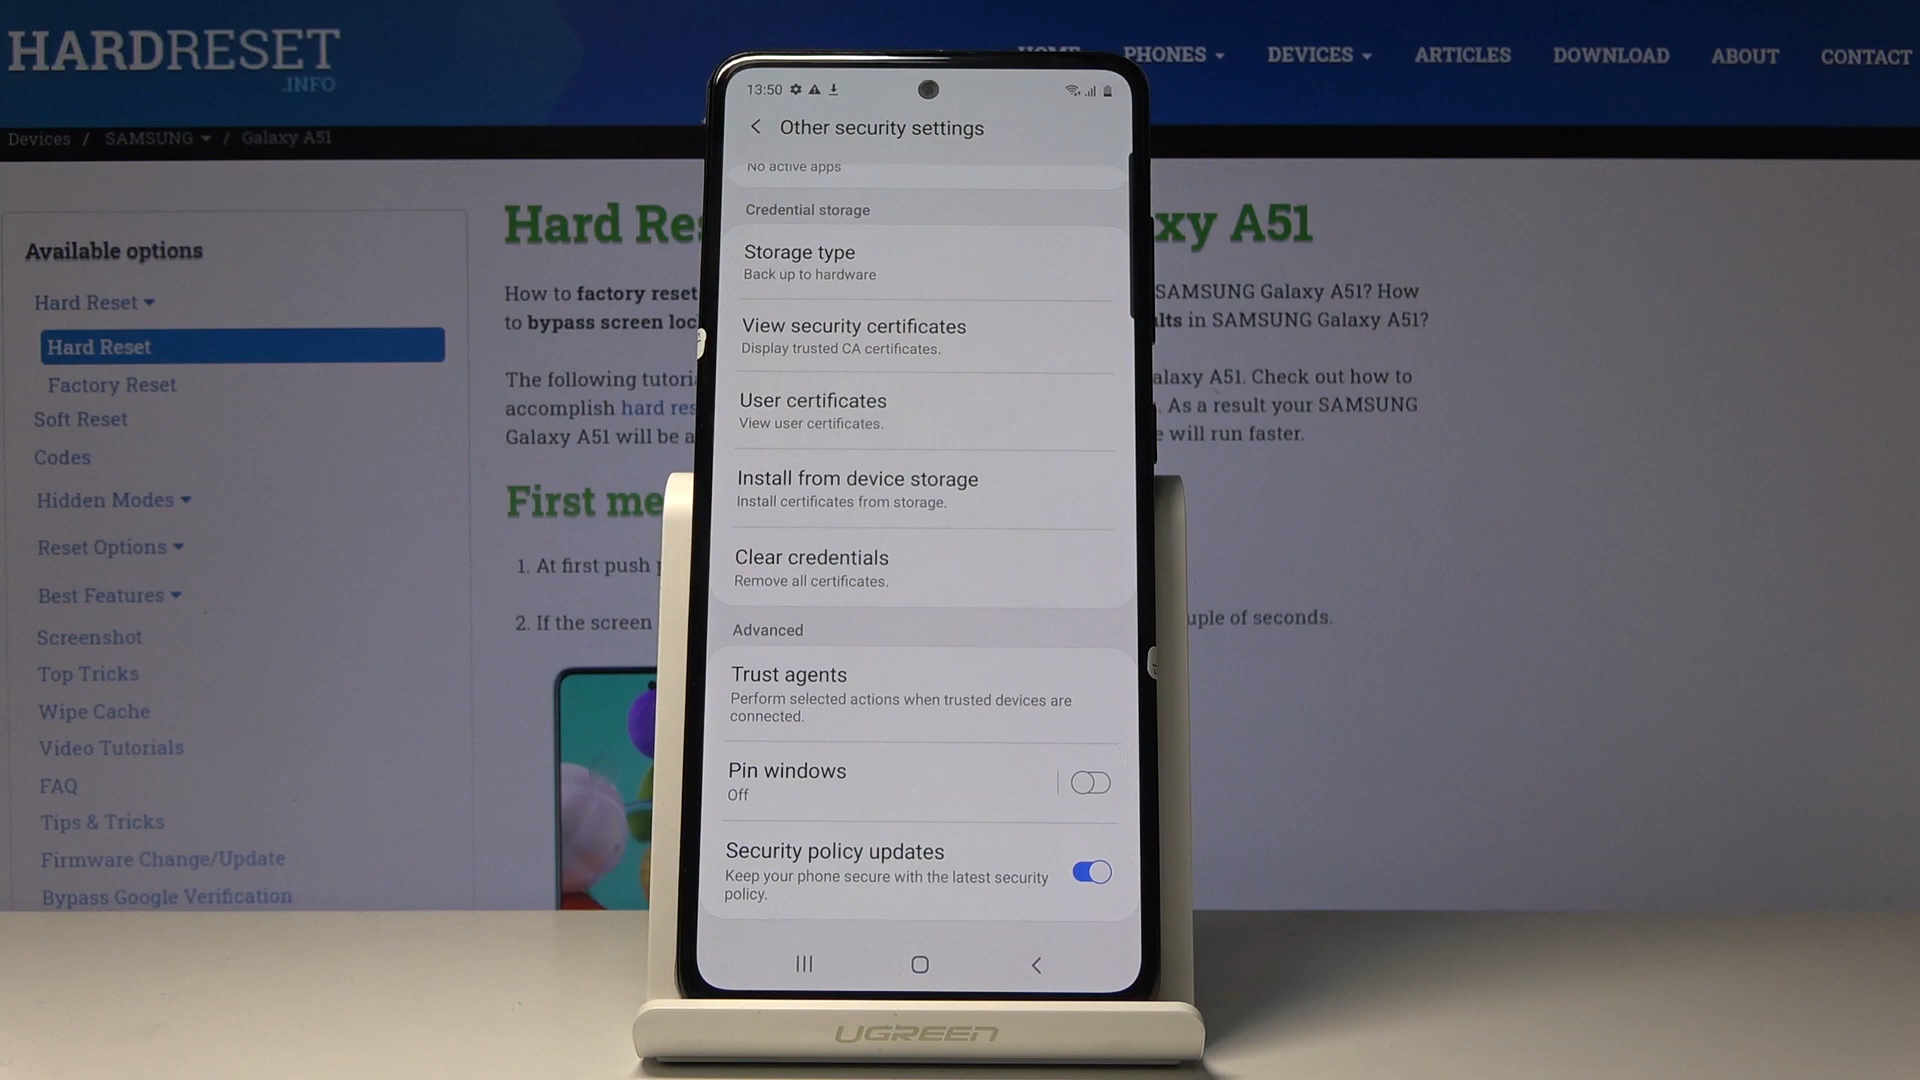 HARDRESET
.INFO
HOME PHONES DEVICES ARTICLES DOWNLOAD ABOUT CONTACT
Devices / SAMSUNG / Galaxy A51
Available options
Hard Reset
Hard Reset
Factory Reset
Soft Reset
Codes
Hidden Modes
Reset Options
Best Features
Screenshot
Top Tricks
Wipe Cache
Video Tutorials
FAQ
Tips & Tricks
Firmware Change/Update
Bypass Google Verification
Hard Res
xy A51
How to factory reset
SAMSUNG Galaxy A51? How
to bypass screen loc
lts in SAMSUNG Galaxy A51?
The following tutori
alaxy A51. Check out how to
accomplish hard res
. As a result your SAMSUNG
Galaxy A51 will be a
e will run faster.
First me
1. At first push p
2. If the screen
uple of seconds.
13:50
Other security settings
No active apps
Credential storage
Storage type
Back up to hardware
View security certificates
Display trusted CA certificates.
User certificates
View user certificates.
Install from device storage
Install certificates from storage.
Clear credentials
Remove all certificates.
Advanced
Trust agents
Perform selected actions when trusted devices are
connected.
Pin windows
Off
Security policy updates
Keep your phone secure with the latest security
policy.
UGREEN